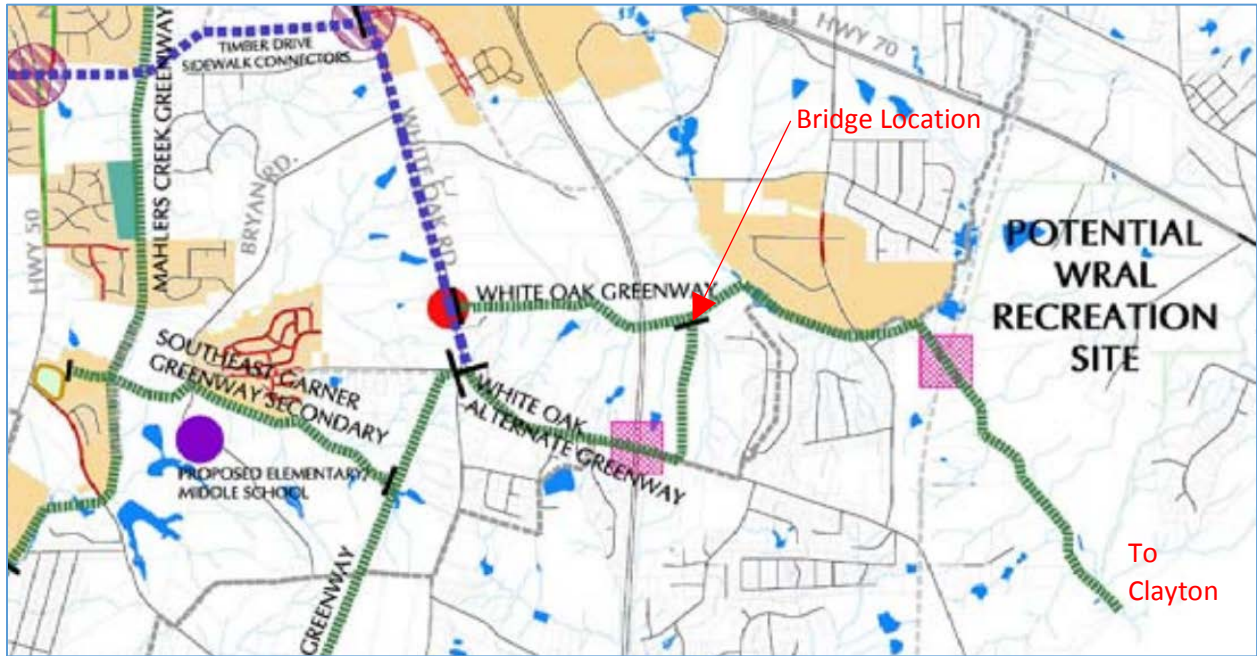 HWY 70
TIMBER DRIVE
SIDEWALK CONNECTORS
MAHLERS CREEK GREENWAY
WHITE OAK RD.
Bridge Location
BRYAN RD.
HWY 50
POTENTIAL
WRAL
RECREATION
SITE
WHITE OAK GREENWAY
SOUTHEAST GARNER
GREENWAY SECONDARY
WHITE OAK
ALTERNATE GREENWAY
PROPOSED ELEMENTARY/
MIDDLE SCHOOL
GREENWAY
To
Clayton